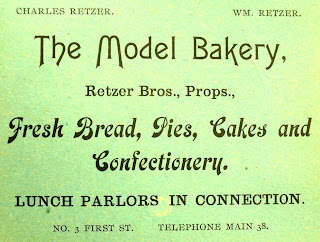 CHARLES RETZER. WM. RETZER.
The Model Bakery,
Retzer Bros., Props.,
Fresh Bread, Pies, Cakes and
Confectionery.
LUNCH PARLORS IN CONNECTION.
NO. 3 FIRST ST. TELEPHONE MAIN 38.